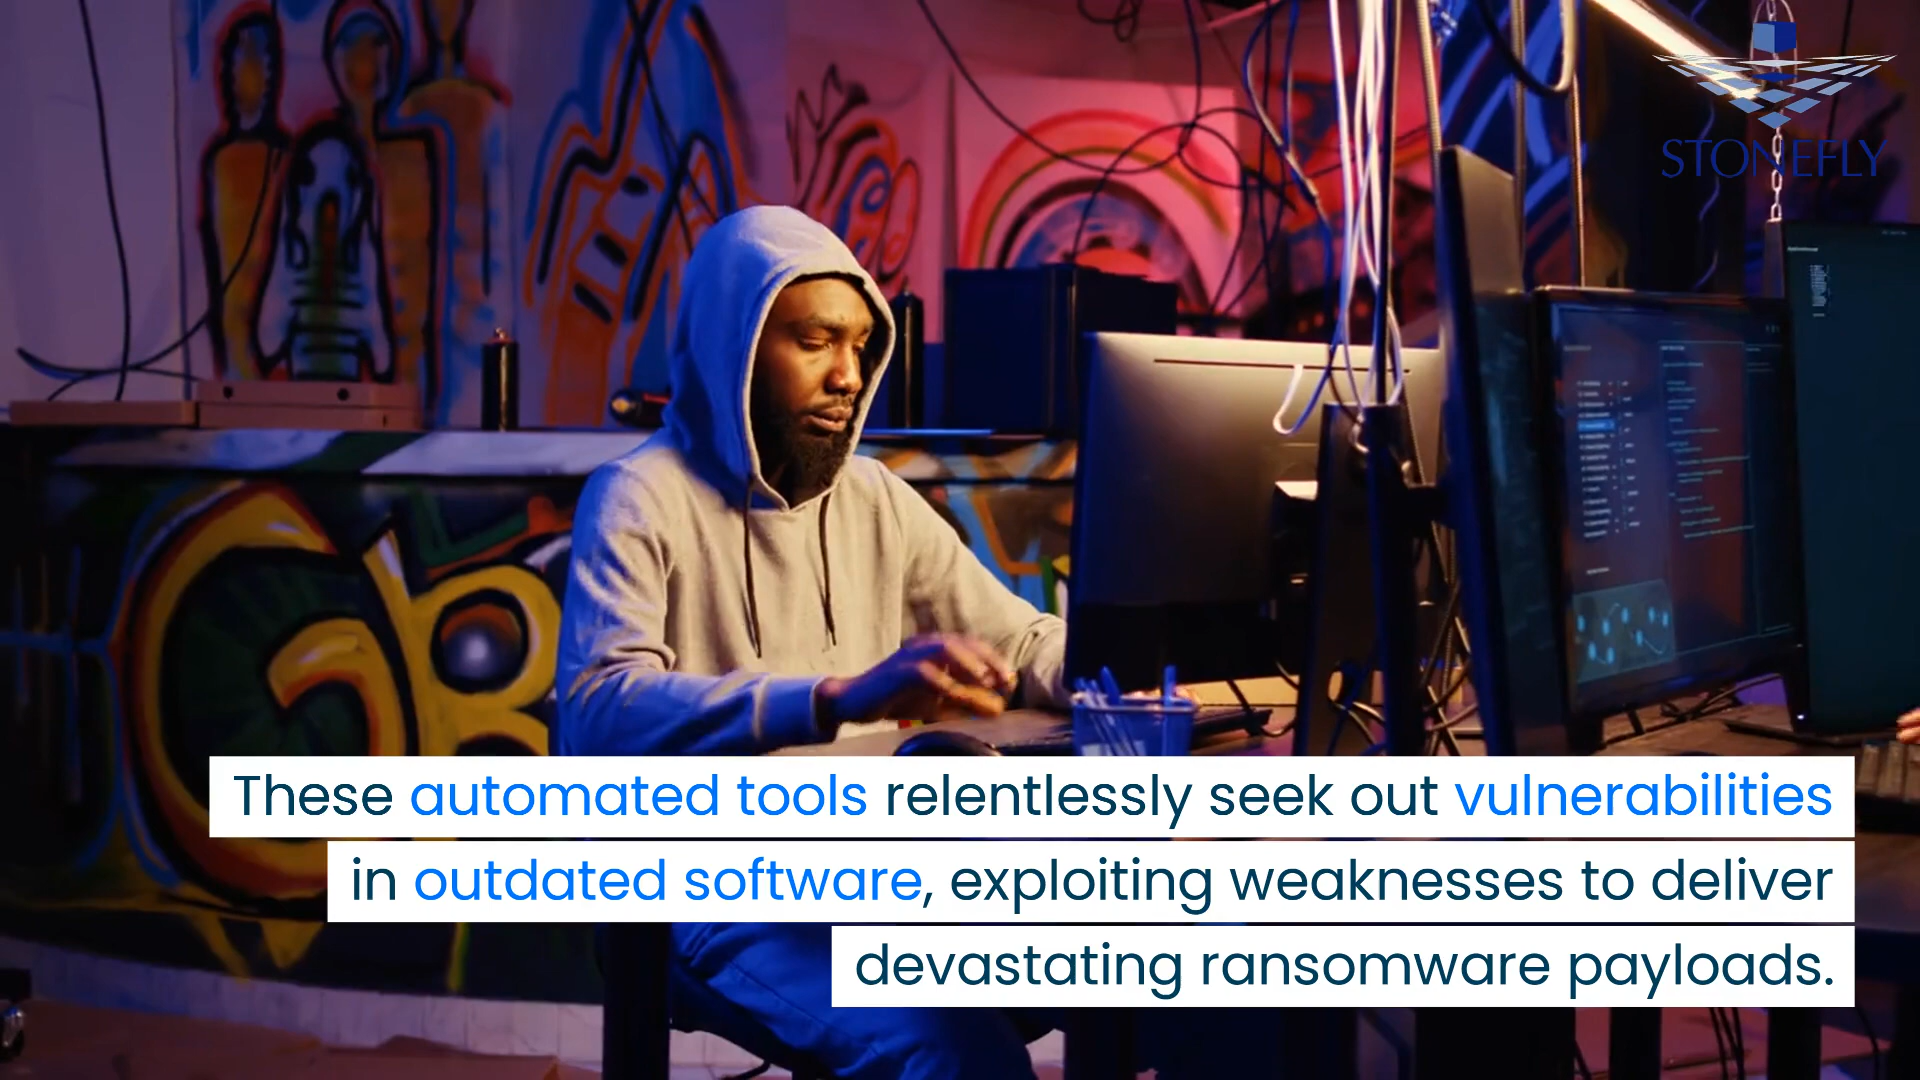 STONEFLY
These automated tools relentlessly seek out vulnerabilities
in outdated software, exploiting weaknesses to deliver
devastating ransomware payloads.